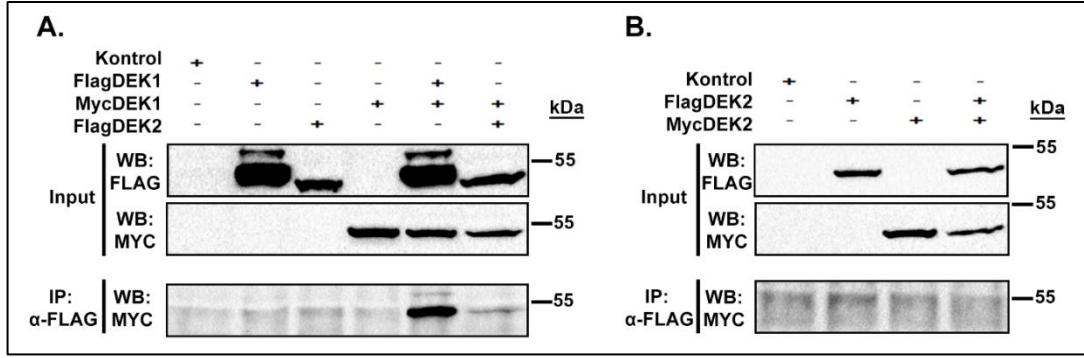 A.
Kontrol + - - - - -
FlagDEK1 - + - - + -
MycDEK1 - - - + + +
FlagDEK2 - - + - - +
kDa
Input
WB:
FLAG
55
WB:
MYC
55
IP:
α-FLAG
WB:
MYC
55
B.
Kontrol + - - -
FlagDEK2 - + - +
MycDEK2 - - + +
kDa
Input
WB:
FLAG
55
WB:
MYC
55
IP:
α-FLAG
WB:
MYC
55